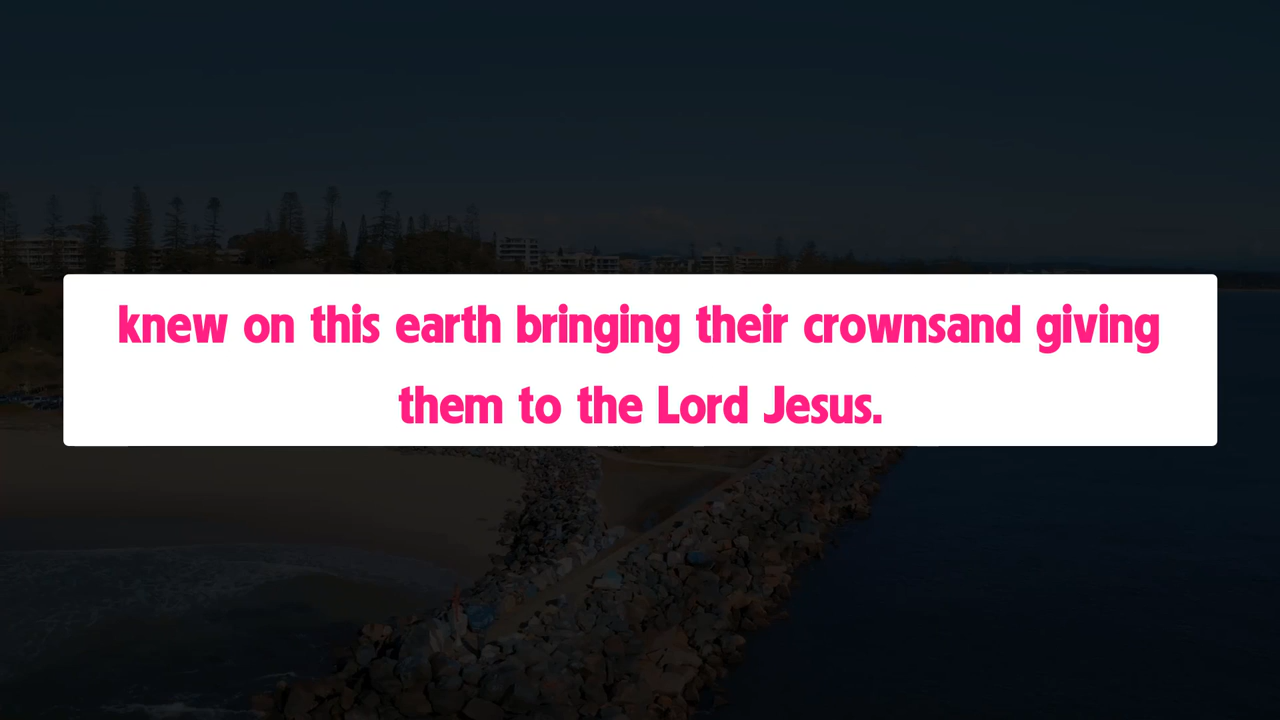 knew on this earth bringing their crownsand giving
them to the Lord Jesus.